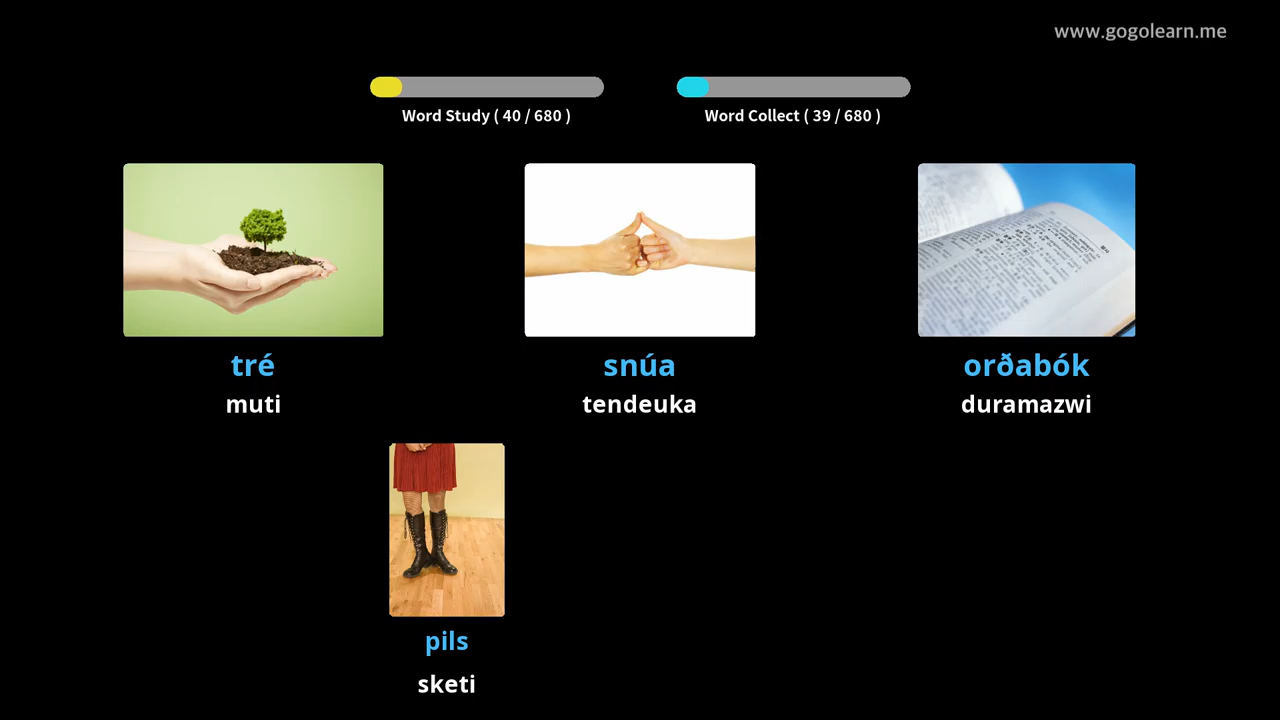 www.gogolearn.me
Word Study ( 40 / 680 )
Word Collect ( 39 / 680 )
tré
muti
snúa
tendeuka
orðabók
duramazwi
pils
sketi